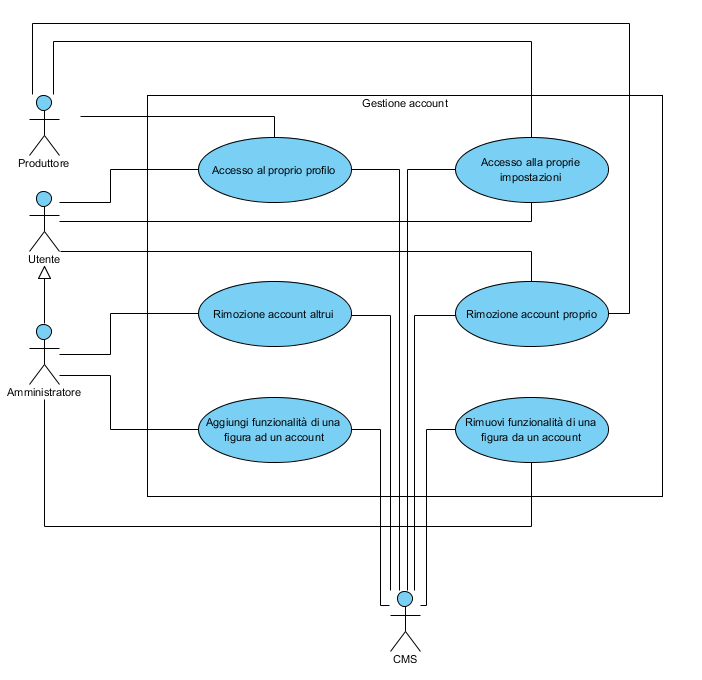 Gestione account
Produttore
Accesso al proprio profilo
Accesso alla proprie
impostazioni
Utente
Rimozione account altrui
Rimozione account proprio
Amministratore
Aggiungi funzionalità di una
figura ad un account
Rimuovi funzionalità di una
figura da un account
CMS